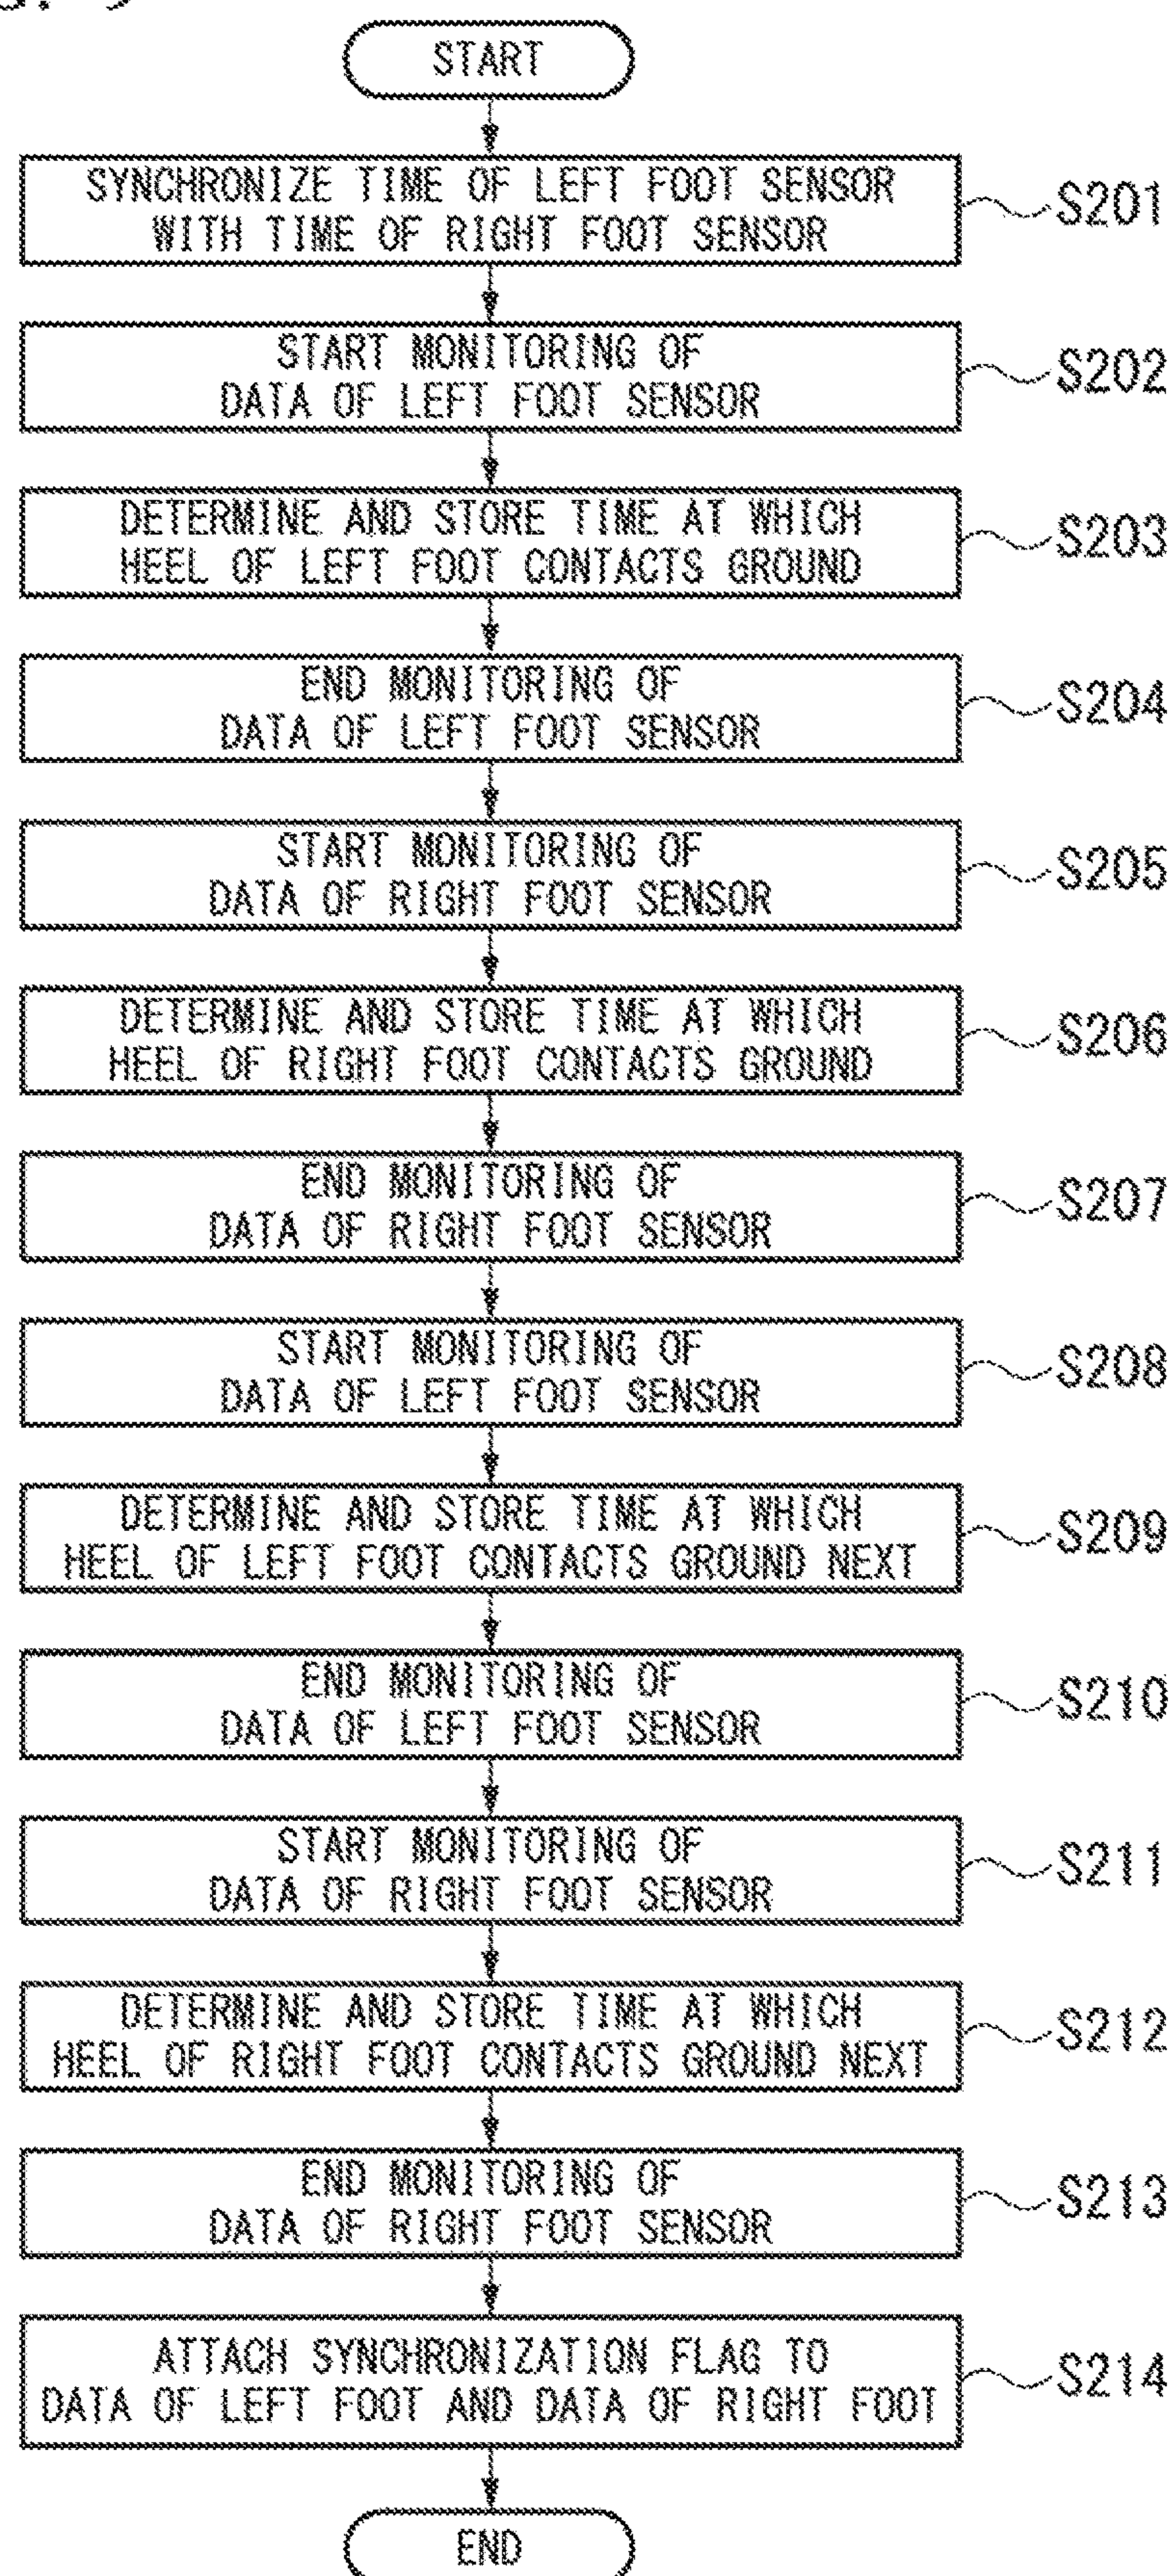 START
SYNCHRONIZE TIME OF LEFT FOOT SENSOR
WITH TIME OF RIGHT FOOT SENSOR
S201
START MONITORING OF
DATA OF LEFT FOOT SENSOR
S202
DETERMINE AND STORE TIME AT WHICH
HEEL OF LEFT FOOT CONTACTS GROUND
S203
END MONITORING OF
DATA OF LEFT FOOT SENSOR
S204
START MONITORING OF
DATA OF RIGHT FOOT SENSOR
S205
DETERMINE AND STORE TIME AT WHICH
HEEL OF RIGHT FOOT CONTACTS GROUND
S206
END MONITORING OF
DATA OF RIGHT FOOT SENSOR
S207
START MONITORING OF
DATA OF LEFT FOOT SENSOR
S208
DETERMINE AND STORE TIME AT WHICH
HEEL OF LEFT FOOT CONTACTS GROUND NEXT
S209
END MONITORING OF
DATA OF LEFT FOOT SENSOR
S210
START MONITORING OF
DATA OF RIGHT FOOT SENSOR
S211
DETERMINE AND STORE TIME AT WHICH
HEEL OF RIGHT FOOT CONTACTS GROUND NEXT
S212
END MONITORING OF
DATA OF RIGHT FOOT SENSOR
S213
ATTACH SYNCHRONIZATION FLAG TO
DATA OF LEFT FOOT AND DATA OF RIGHT FOOT
S214
END